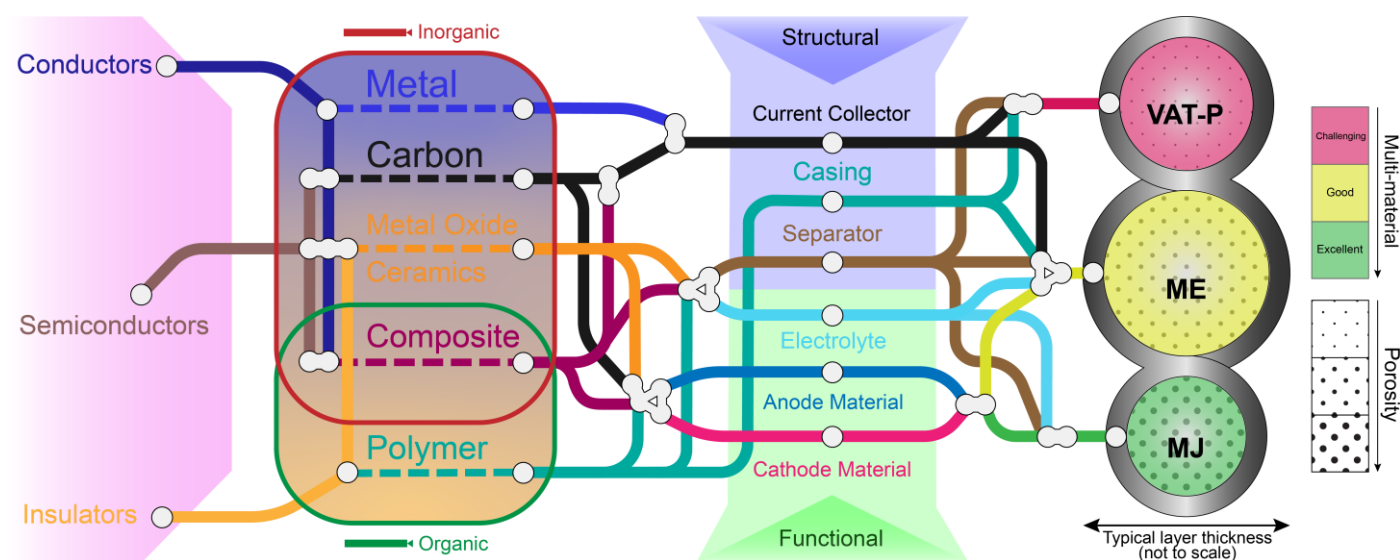 Conductors
Semiconductors
Insulators
Inorganic
Metal
Carbon
Metal Oxide
Ceramics
Composite
Polymer
Organic
Structural
Current Collector
Casing
Separator
Electrolyte
Anode Material
Cathode Material
Functional
VAT-P
ME
MJ
Typical layer thickness
(not to scale)
Challenging
Good
Excellent
Multi-material
Porosity